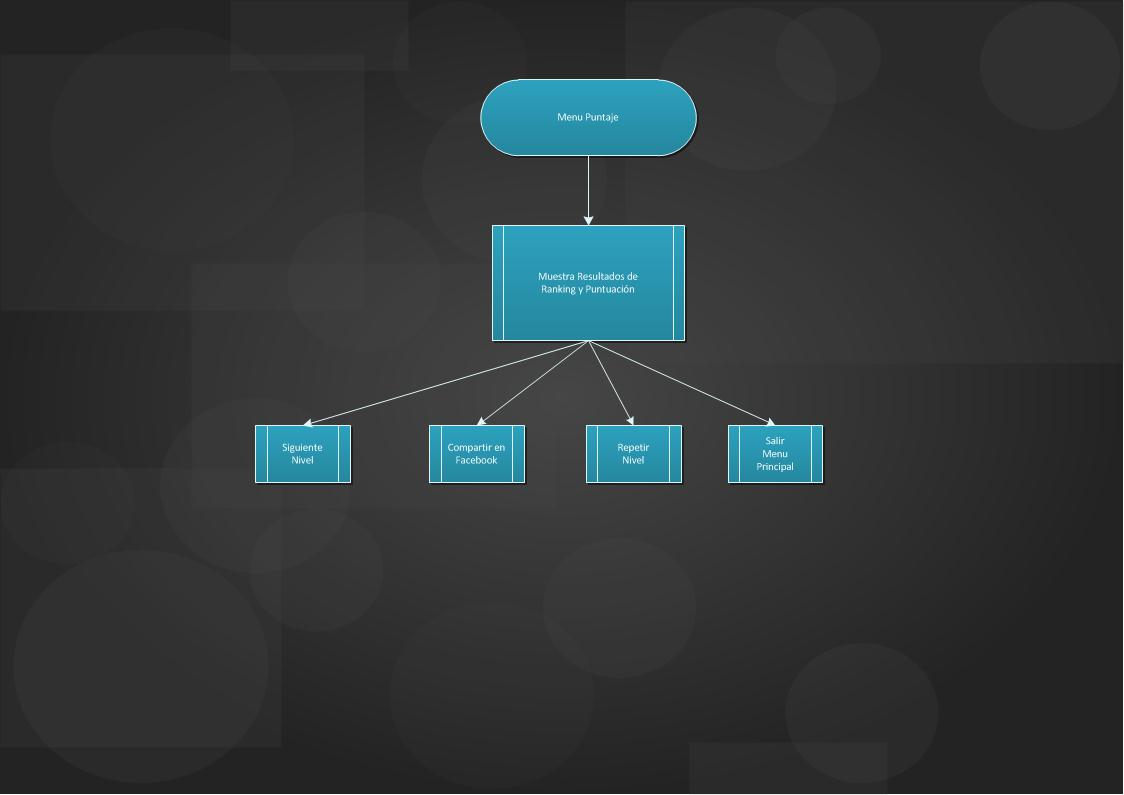 Menu Puntaje
Muestra Resultados de
Ranking y Puntuación
Siguiente
Nivel
Compartir en
Facebook
Repetir
Nivel
Salir
Menu
Principal